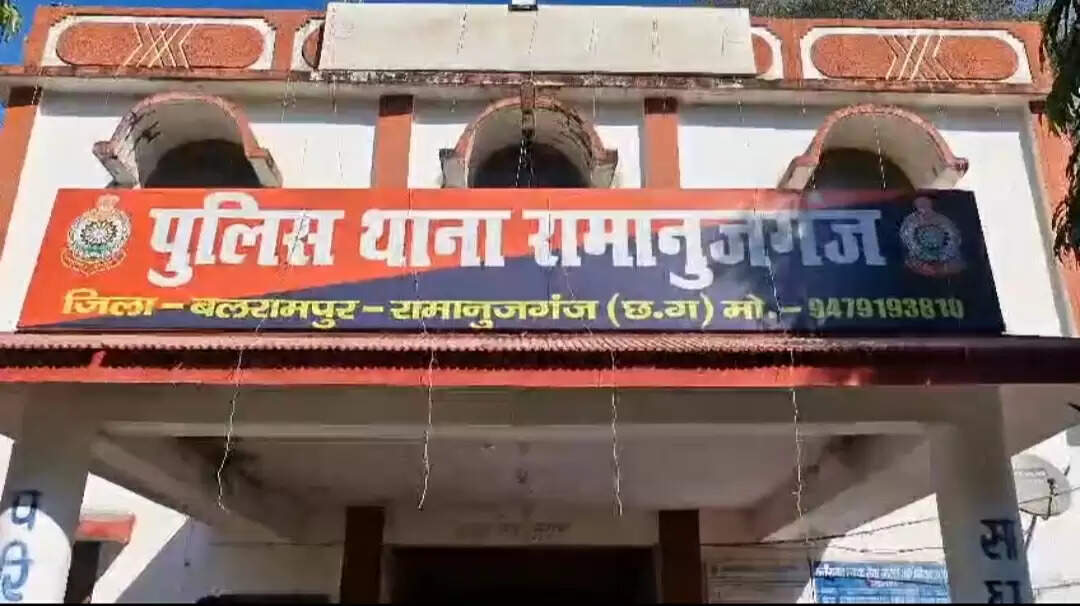 पुलिस थाना रामानुजगंज
जिला - बलरामपुर - रामानुजगंज (छ.ग) मो.- 9479193810
प
रि
सा
घ